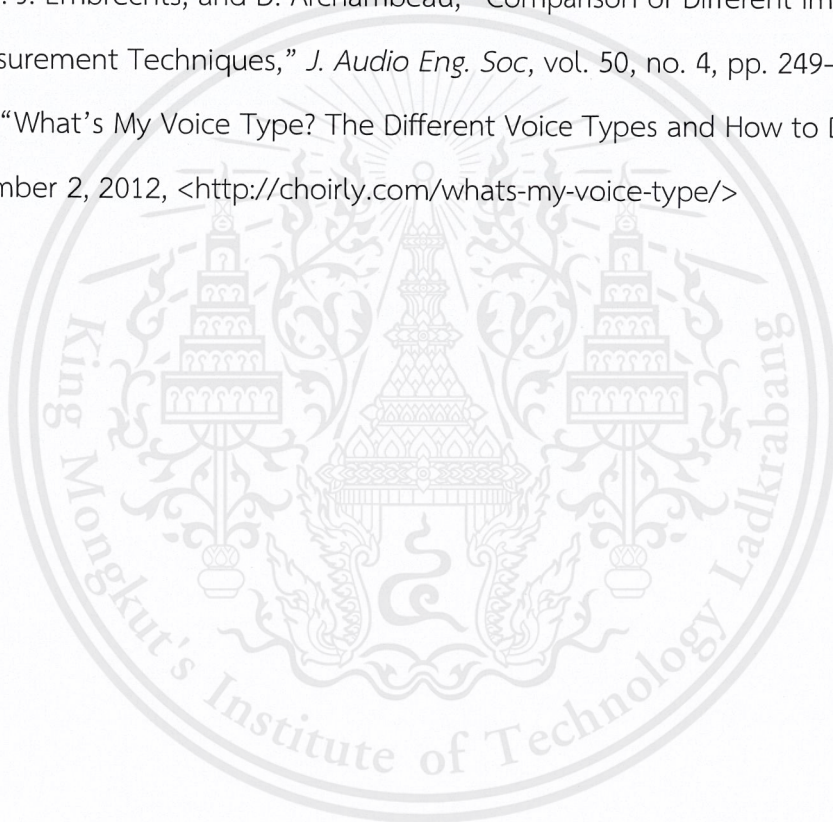 J. Embrechts, and D. Archambeau, "Comparison of Different Im
surement Techniques," J. Audio Eng. Soc, vol. 50, no. 4, pp. 249–
"What's My Voice Type? The Different Voice Types and How to D
mber 2, 2012, <http://choirly.com/whats-my-voice-type/>
King Mongkut's Institute of Technology Ladkrabang